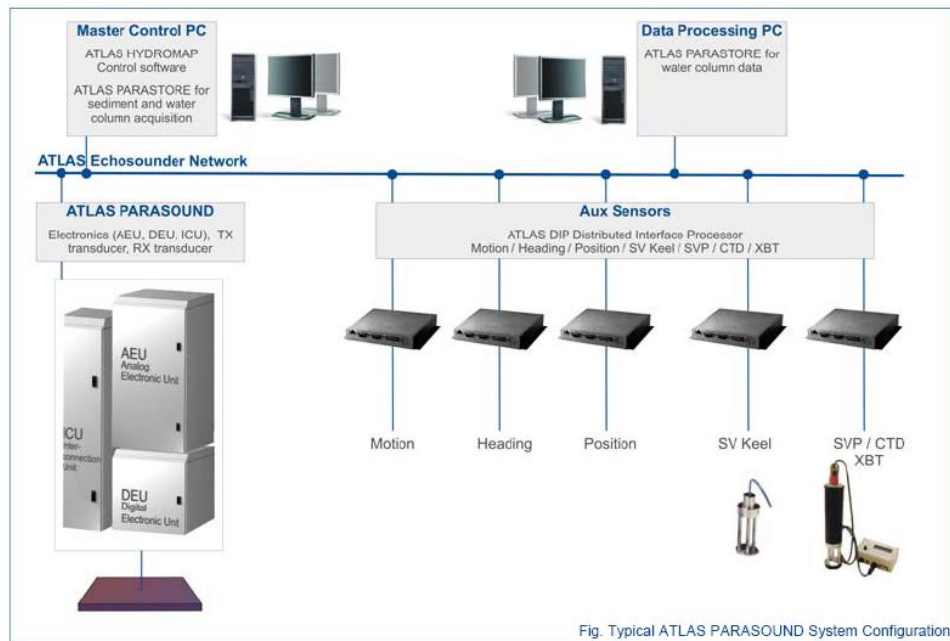 Master Control PC
ATLAS HYDROMAP
Control software
ATLAS PARASTORE for
sediment and water
column acquisition
Data Processing PC
ATLAS PARASTORE for
water column data
ATLAS Echosounder Network
ATLAS PARASOUND
Electronics (AEU, DEU, ICU), TX
transducer, RX transducer
Aux Sensors
ATLAS DIP Distributed Interface Processor
Motion / Heading / Position / SV Keel / SVP / CTD / XBT
AEU
Analog
Electronic Unit
ICU
Inter-
connection
Unit
DEU
Digital
Electronic Unit
Motion
Heading
Position
SV Keel
SVP / CTD
XBT
Fig. Typical ATLAS PARASOUND System Configuration